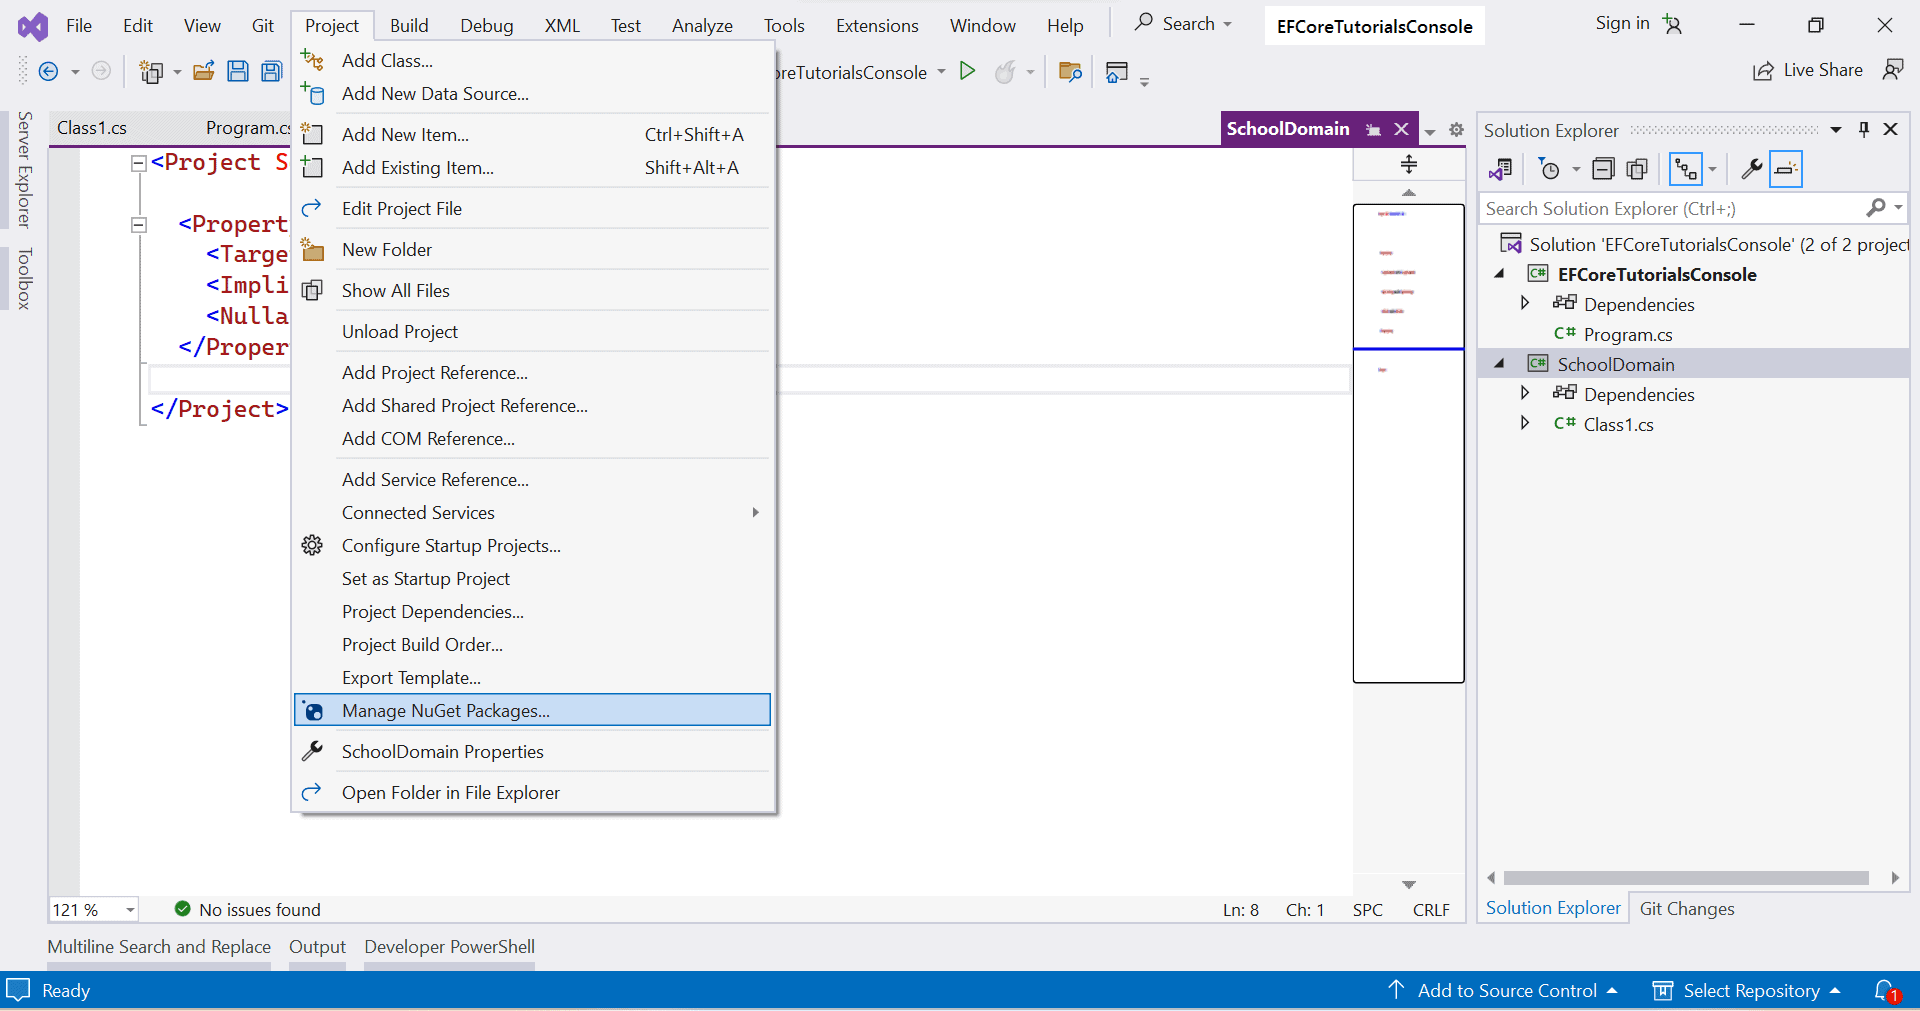 File Edit View Git Project Build Debug XML Test Analyze Tools Extensions Window Help Search EFCoreTutorialsConsole Sign in
oreTutorialsConsole Live Share
Server Explorer
Toolbox
Class1.cs Program.cs SchoolDomain
<Project S
<Propert
<Targe
<Impli
<Nulla
</Proper
</Project>
Add Class...
Add New Data Source...
Add New Item... Ctrl+Shift+A
Add Existing Item... Shift+Alt+A
Edit Project File
New Folder
Show All Files
Unload Project
Add Project Reference...
Add Shared Project Reference...
Add COM Reference...
Add Service Reference...
Connected Services
Configure Startup Projects...
Set as Startup Project
Project Dependencies...
Project Build Order...
Export Template...
Manage NuGet Packages...
SchoolDomain Properties
Open Folder in File Explorer
Solution Explorer
Search Solution Explorer (Ctrl+;)
Solution 'EFCoreTutorialsConsole' (2 of 2 project
C# EFCoreTutorialsConsole
Dependencies
C# Program.cs
C# SchoolDomain
Dependencies
C# Class1.cs
121 % No issues found Ln: 8 Ch: 1 SPC CRLF
Solution Explorer Git Changes
Multiline Search and Replace Output Developer PowerShell
Ready Add to Source Control Select Repository 1